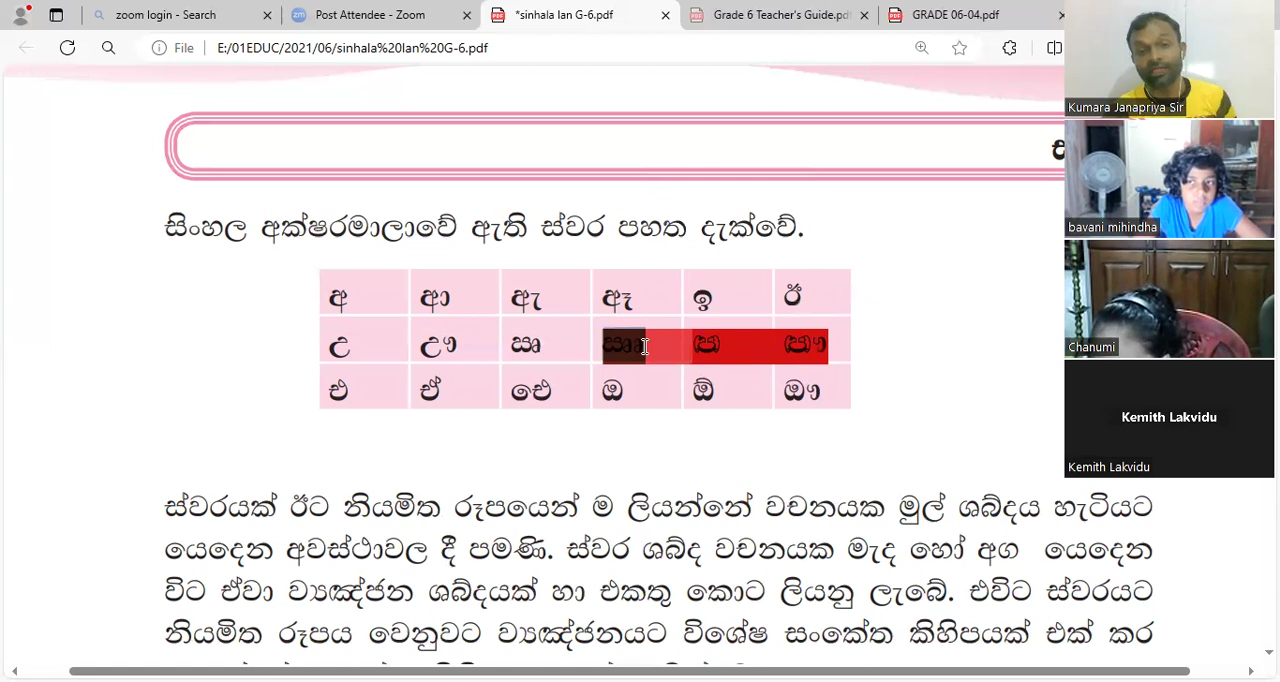 zoom login - Search
Post Attendee - Zoom
*sinhala lan G-6.pdf
Grade 6 Teacher's Guide.pdf
GRADE 06-04.pdf
File
E:/01EDUC/2021/06/sinhala%20lan%20G-6.pdf
Kumara Janapriya Sir
bavani mihindha
Chanumi
Kemith Lakvidu
Kemith Lakvidu
සිංහල අක්ෂරමාලාවේ ඇති ස්වර පහත දැක්වේ.
අ ආ ඇ ඈ ඉ ඊ
උ ඌ ඍ ඎ ඏ ඐ
එ ඒ ඓ ඔ ඕ ඖ
ස්වරයක් ඊට නියමිත රූපයෙන් ම ලියන්නේ වචනයක මුල් ශබ්දය හැටියට
යෙදෙන අවස්ථාවල දී පමණි. ස්වර ශබ්ද වචනයක මැද හෝ අග යෙදෙන
විට ඒවා ව්‍යඤ්ජන ශබ්දයක් හා එකතු කොට ලියනු ලැබේ. එවිට ස්වරයට
නියමිත රූපය වෙනුවට ව්‍යඤ්ජනයට විශේෂ සංකේත කිහිපයක් එක් කර